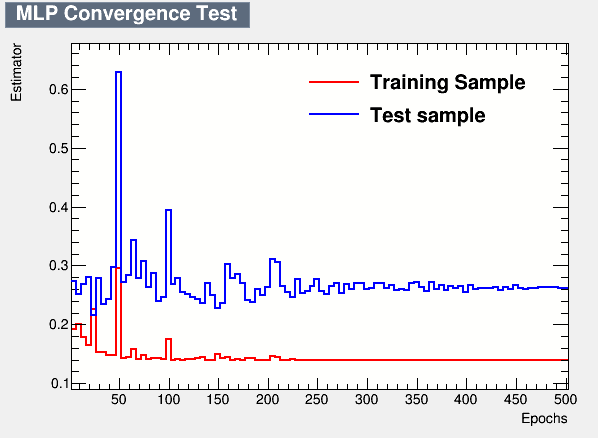 MLP Convergence Test
Estimator
Training Sample
Test sample
0.6
0.5
0.4
0.3
0.2
0.1
50 100 150 200 250 300 350 400 450 500
Epochs